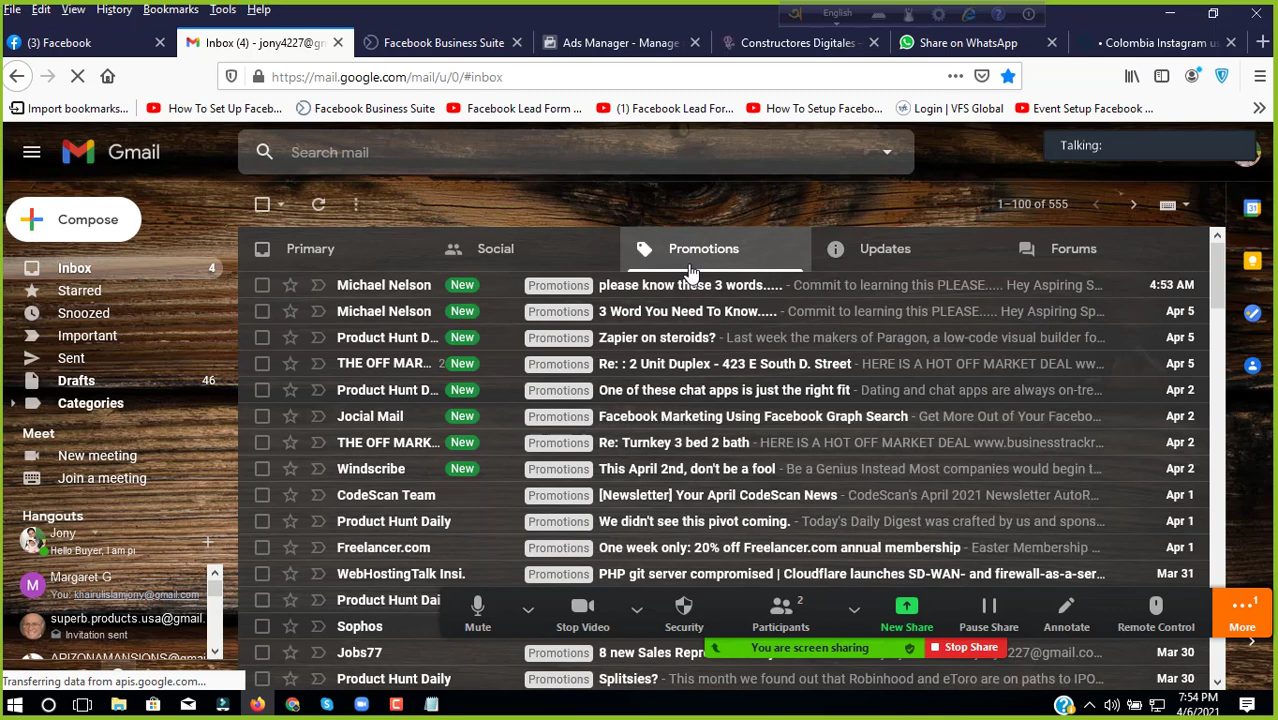 File Edit View History Bookmarks Tools Help
English
(3) Facebook
Inbox (4) - jony4227@gm
Facebook Business Suite
Ads Manager - Manage
Constructores Digitales -
Share on WhatsApp
Colombia Instagram us
https://mail.google.com/mail/u/0/#inbox
Import bookmarks...
How To Set Up Faceb...
Facebook Business Suite
Facebook Lead Form ...
(1) Facebook Lead For...
How To Setup Facebo...
Login | VFS Global
Event Setup Facebook ...
Gmail
Search mail
Talking:
Compose
1–100 of 555
Inbox 4
Starred
Snoozed
Important
Sent
Drafts 46
Categories
Meet
New meeting
Join a meeting
Hangouts
Jony
Hello Buyer, I am pr
Margaret G
You: khairulislamjony@gmail.com
superb.products.usa@gmail.
Invitation sent
ARIZONAMANSIONS@gmail
Primary Social Promotions Updates Forums
Michael Nelson New Promotions please know these 3 words..... - Commit to learning this PLEASE..... Hey Aspiring S... 4:53 AM
Michael Nelson New Promotions 3 Word You Need To Know..... - Commit to learning this PLEASE..... Hey Aspiring Sp... Apr 5
Product Hunt D... New Promotions Zapier on steroids? - Last week the makers of Paragon, a low-code visual builder fo... Apr 5
THE OFF MAR... 2 New Promotions Re: : 2 Unit Duplex - 423 E South D. Street - HERE IS A HOT OFF MARKET DEAL ww... Apr 5
Product Hunt D... New Promotions One of these chat apps is just the right fit - Dating and chat apps are always on-tre... Apr 2
Jocial Mail New Promotions Facebook Marketing Using Facebook Graph Search - Get More Out of Your Facebo... Apr 2
THE OFF MARK... New Promotions Re: Turnkey 3 bed 2 bath - HERE IS A HOT OFF MARKET DEAL www.businesstrackr... Apr 2
Windscribe New Promotions This April 2nd, don't be a fool - Be a Genius Instead Most companies would begin t... Apr 2
CodeScan Team Promotions [Newsletter] Your April CodeScan News - CodeScan's April 2021 Newsletter AutoR... Apr 1
Product Hunt Daily Promotions We didn't see this pivot coming. - Today's Daily Digest was crafted by us and spons... Apr 1
Freelancer.com Promotions One week only: 20% off Freelancer.com annual membership - Easter Membership ... Apr 1
WebHostingTalk Insi. Promotions PHP git server compromised | Cloudflare launches SD-WAN- and firewall-as-a-ser... Mar 31
Product Hunt Dai
Sophos
Jobs77 Promotions 8 new Sales Repr 4227@gmail.co... Mar 30
Product Hunt Daily Promotions Splitsies? - This month we found out that Robinhood and eToro are on paths to IPO... Mar 30
Mute
Stop Video
Security
2
Participants
New Share
Pause Share
Annotate
Remote Control
1
More
You are screen sharing
Stop Share
Transferring data from apis.google.com...
7:54 PM
4/6/2021